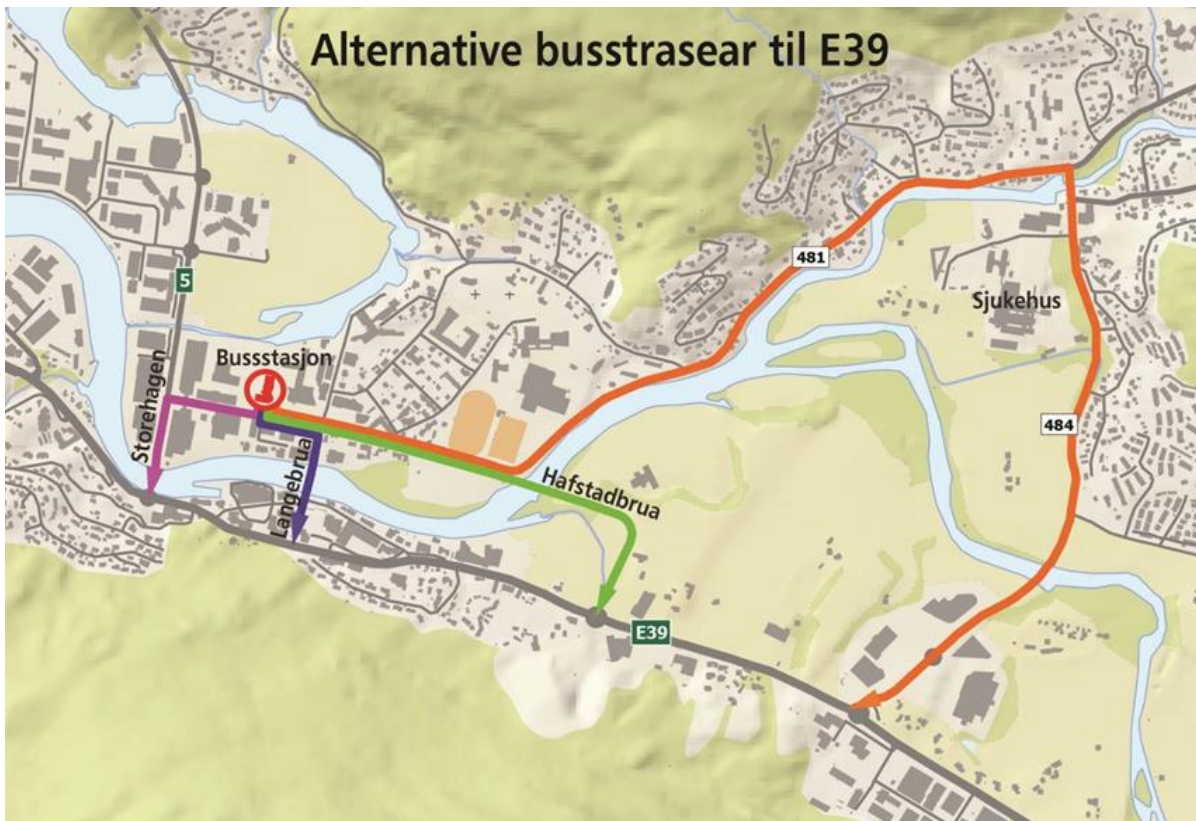 Alternative busstrasear til E39
481
5
Sjukehus
Bussstasjon
Storehagen
484
Langebrua
Hafstadbrua
E39